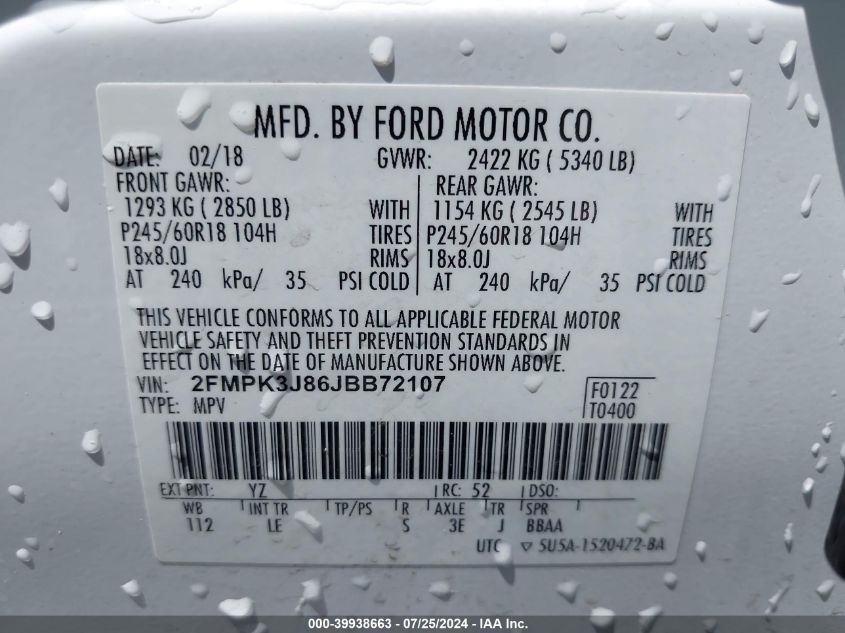 MFD. BY FORD MOTOR CO.
DATE: 02/18 GVWR: 2422 KG ( 5340 LB)
FRONT GAWR: REAR GAWR:
1293 KG ( 2850 LB) WITH 1154 KG ( 2545 LB) WITH
P245/60R18 104H TIRES P245/60R18 104H TIRES
18x8.0J RIMS 18x8.0J RIMS
AT 240 kPa/ 35 PSI COLD AT 240 kPa/ 35 PSI COLD
THIS VEHICLE CONFORMS TO ALL APPLICABLE FEDERAL MOTOR
VEHICLE SAFETY AND THEFT PREVENTION STANDARDS IN
EFFECT ON THE DATE OF MANUFACTURE SHOWN ABOVE.
VIN: 2FMPK3J86JBB72107 F0122
TYPE: MPV T0400
EXT PNT: YZ RC: 52 DSO:
WB INT TR TP/PS R AXLE TR SPR
112 LE S 3E J BBAA
UTC ▽ 5U5A-1520472-BA
000-39938663 - 07/25/2024 - IAA Inc.